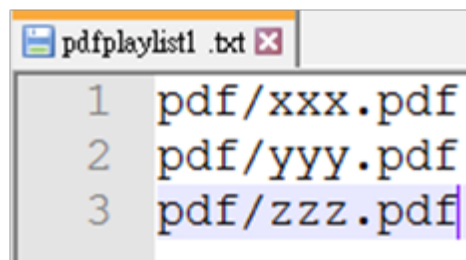 pdfplaylist1 .txt
1 pdf/xxx.pdf
2 pdf/yyy.pdf
3 pdf/zzz.pdf